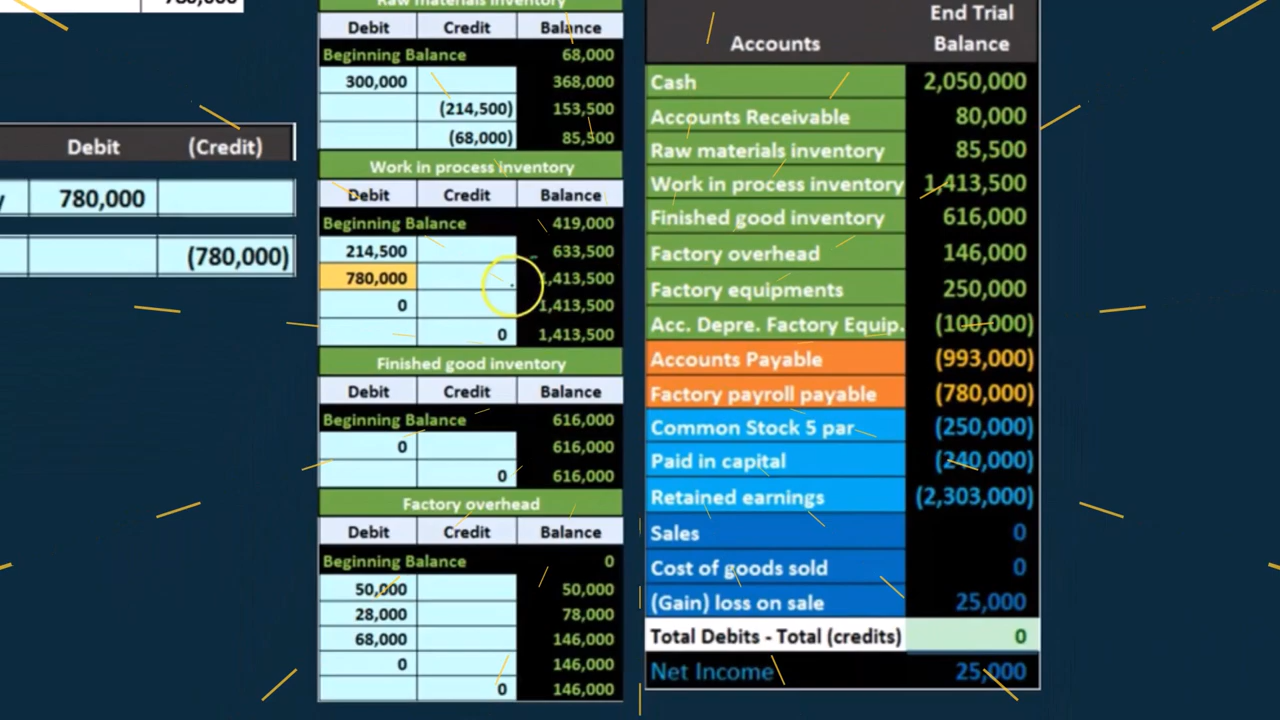 780,000
Debit (Credit)
y 780,000
(780,000)
Raw materials inventory
Debit Credit Balance
Beginning Balance 68,000
300,000 368,000
(214,500) 153,500
(68,000) 85,500
Work in process inventory
Debit Credit Balance
Beginning Balance 419,000
214,500 633,500
780,000 1,413,500
0 1,413,500
0 1,413,500
Finished good inventory
Debit Credit Balance
Beginning Balance 616,000
0 616,000
0 616,000
Factory overhead
Debit Credit Balance
Beginning Balance 0
50,000 50,000
28,000 78,000
68,000 146,000
0 146,000
0 146,000
End Trial
Accounts Balance
Cash 2,050,000
Accounts Receivable 80,000
Raw materials inventory 85,500
Work in process inventory 1,413,500
Finished good inventory 616,000
Factory overhead 146,000
Factory equipments 250,000
Acc. Depre. Factory Equip. (100,000)
Accounts Payable (993,000)
Factory payroll payable (780,000)
Common Stock 5 par (250,000)
Paid in capital (240,000)
Retained earnings (2,303,000)
Sales 0
Cost of goods sold 0
(Gain) loss on sale 25,000
Total Debits - Total (credits) 0
Net Income 25,000